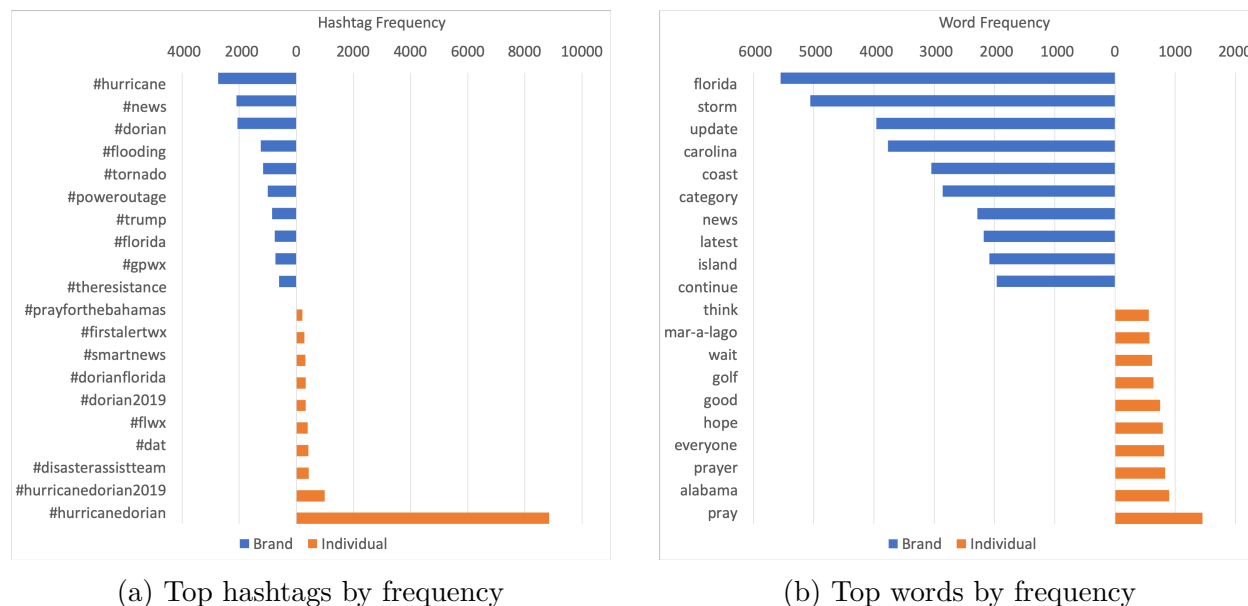 Hashtag Frequency
4000 2000 0 2000 4000 6000 8000 10000
#hurricane
#news
#dorian
#flooding
#tornado
#poweroutage
#trump
#florida
#gpwx
#theresistance
#prayforthebahamas
#firstalertwx
#smartnews
#dorianflorida
#dorian2019
#flwx
#dat
#disasterassistteam
#hurricanedorian2019
#hurricanedorian
Brand Individual
(a) Top hashtags by frequency
Word Frequency
6000 5000 4000 3000 2000 1000 0 1000 2000
florida
storm
update
carolina
coast
category
news
latest
island
continue
think
mar-a-lago
wait
golf
good
hope
everyone
prayer
alabama
pray
Brand Individual
(b) Top words by frequency